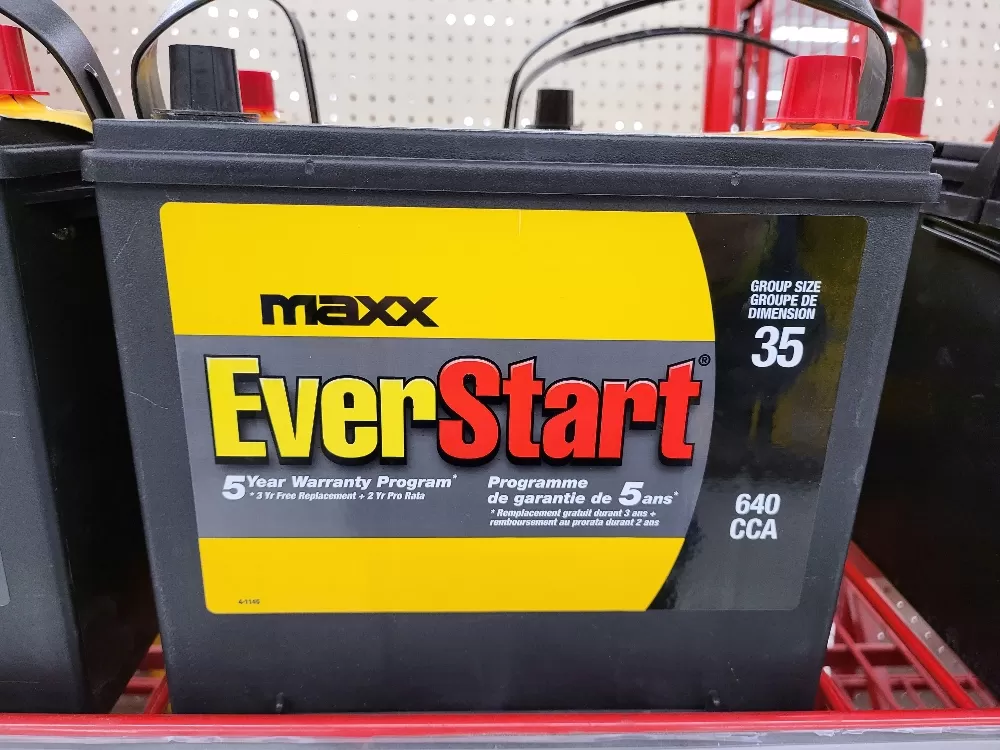 maxx
EverStart®
5 Year Warranty Program*
* 3 Yr Free Replacement + 2 Yr Pro Rata
Programme
de garantie de 5 ans*
* Remplacement gratuit durant 3 ans +
remboursement au prorata durant 2 ans
4-1146
GROUP SIZE
GROUPE DE
DIMENSION
35
640
CCA